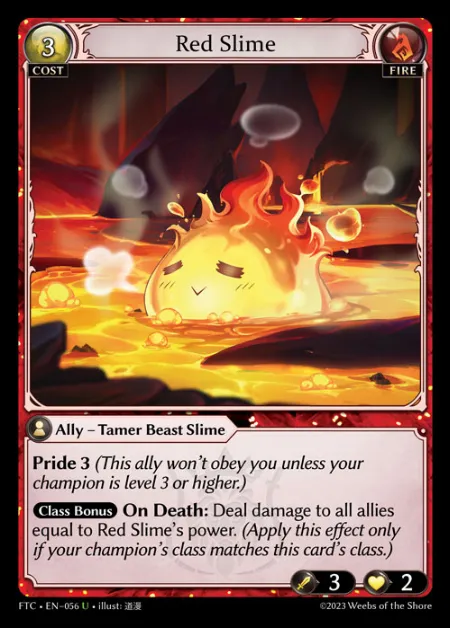 3
Red Slime
COST
FIRE
Ally – Tamer Beast Slime
Pride 3 (This ally won't obey you unless your
champion is level 3 or higher.)
Class Bonus On Death: Deal damage to all allies
equal to Red Slime's power. (Apply this effect only
if your champion's class matches this card's class.)
3
2
FTC • EN–056 U • illust: 道漫
©2023 Weebs of the Shore